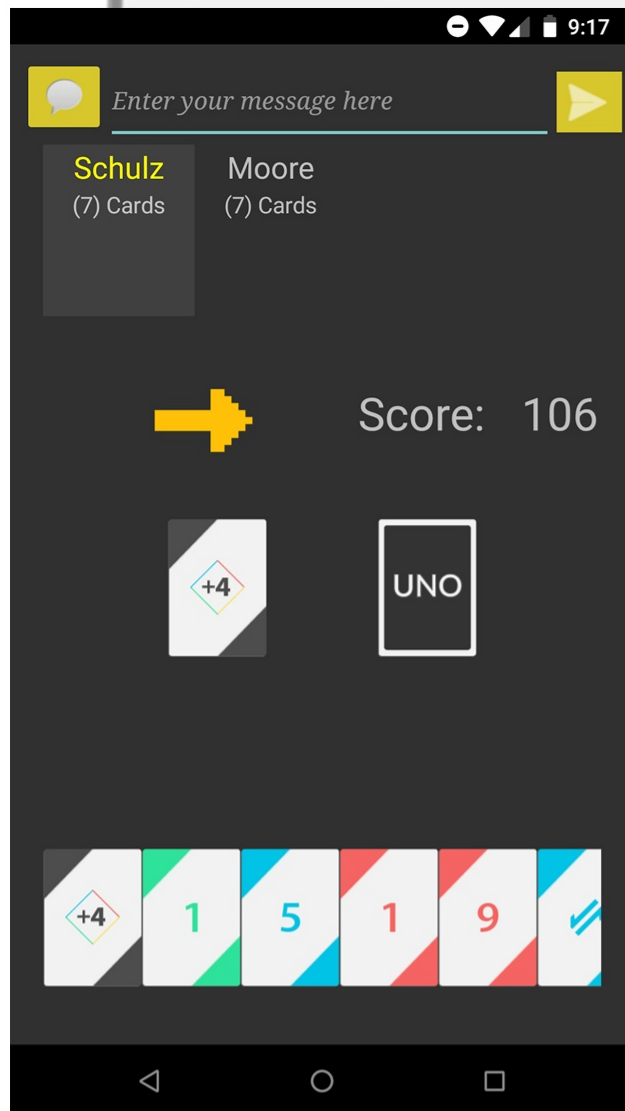 9:17
Enter your message here
Schulz Moore
(7) Cards (7) Cards
Score: 106
+4 UNO
+4 1 5 1 9